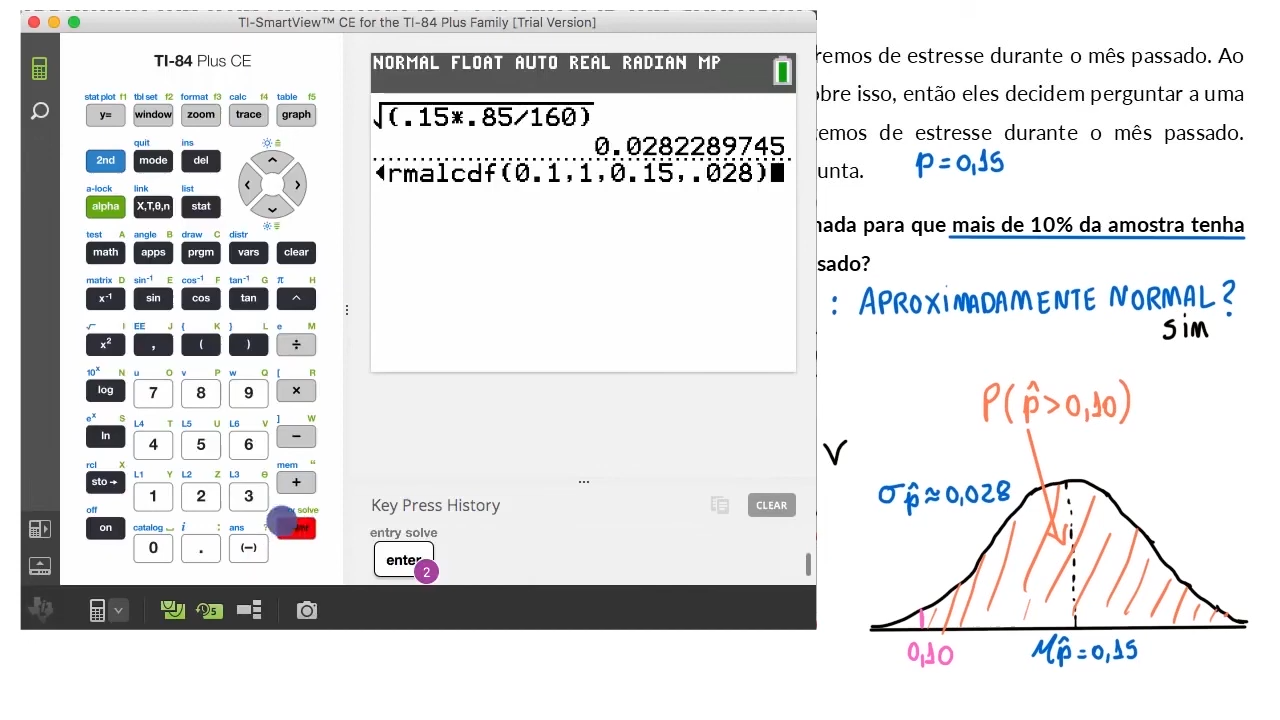 TI-SmartView™ CE for the TI-84 Plus Family [Trial Version]
TI-84 Plus CE
stat plot f1 tbl set f2 format f3 calc f4 table f5
y= window zoom trace graph
quit ins
2nd mode del
a-lock link list
alpha X,T,θ,n stat
test A angle B draw C distr
math apps prgm vars clear
matrix D sin⁻¹ E cos⁻¹ F tan⁻¹ G π H
x⁻¹ sin cos tan ^
√ I EE J { K } L e M
x² , ( ) ÷
10ˣ N u O v P w Q [ R
log 7 8 9 ×
eˣ S L4 T L5 U L6 V ] W
ln 4 5 6 −
rcl X L1 Y L2 Z L3 θ mem "
sto→ 1 2 3 +
off catalog i : ans ? solve
on 0 . (−)
NORMAL FLOAT AUTO REAL RADIAN MP
√(.15*.85/160)
0.0282289745
rmalcdf(0.1,1,0.15,.028)
Key Press History
CLEAR
entry solve
enter
2
5
remos de estresse durante o mês passado. Ao
obre isso, então eles decidem perguntar a uma
temos de estresse durante o mês passado.
unta. p=0,15
mada para que mais de 10% da amostra tenha
sado?
: APROXIMADAMENTE NORMAL?
sim
P(p̂>0,10)
√
σp̂≈0,028
0,10 Mp̂=0,15